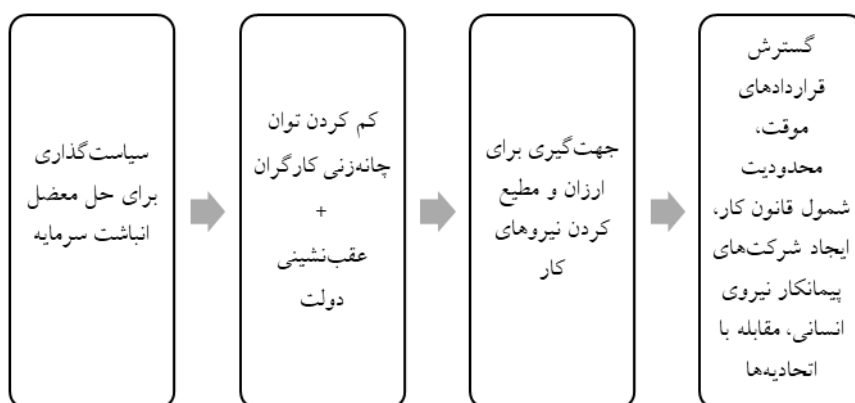 سیاست‌گذاری
برای حل معضل
انباشت سرمایه
کم کردن توان
چانه‌زنی کارگران
+
عقب‌نشینی
دولت
جهت‌گیری برای
ارزان و مطیع
کردن نیروهای
کار
گسترش
قراردادهای
موقت،
محدودیت
شمول قانون کار،
ایجاد شرکت‌های
پیمانکار نیروی
انسانی، مقابله با
اتحادیه‌ها